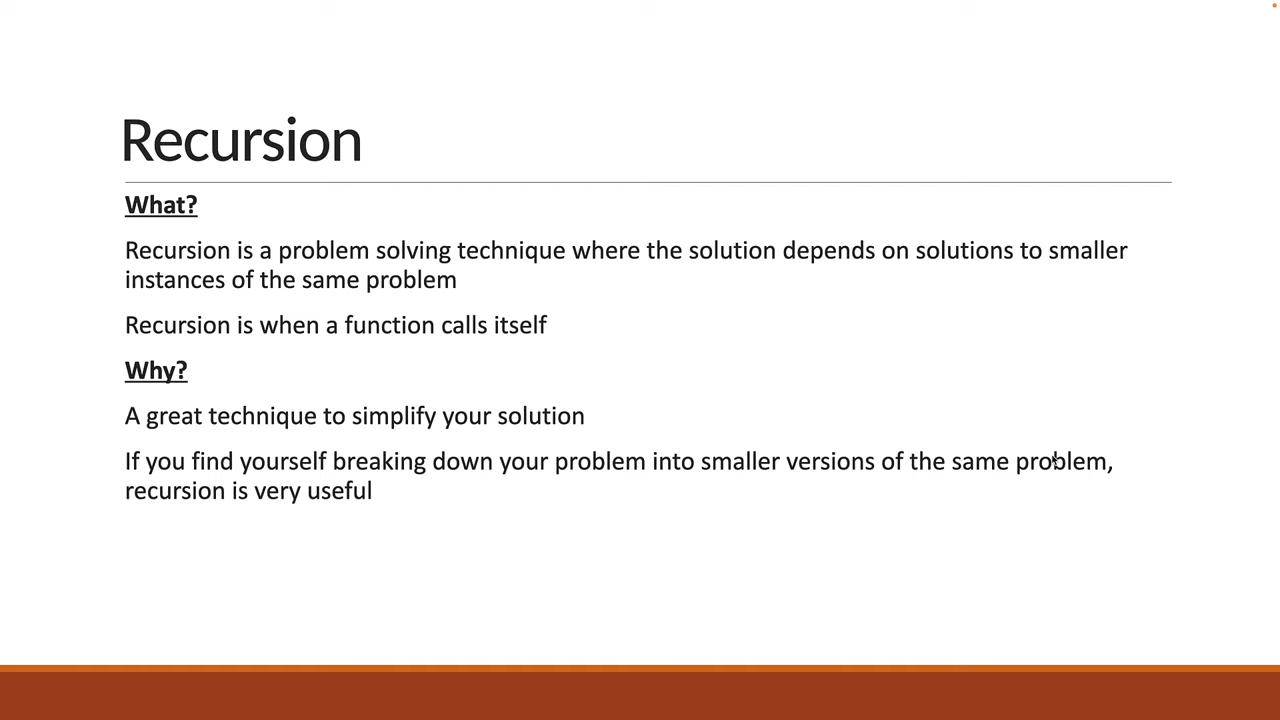 Recursion
What?
Recursion is a problem solving technique where the solution depends on solutions to smaller
instances of the same problem
Recursion is when a function calls itself
Why?
A great technique to simplify your solution
If you find yourself breaking down your problem into smaller versions of the same problem,
recursion is very useful